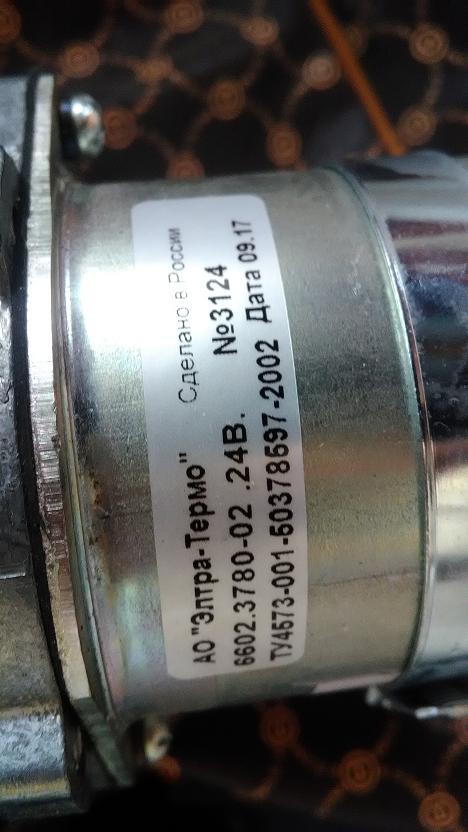 АО "Элтра-Термо" Сделано в России
6602.3780-02 .24В. №3124
ТУ4573-001-50378597-2002 Дата 09.17